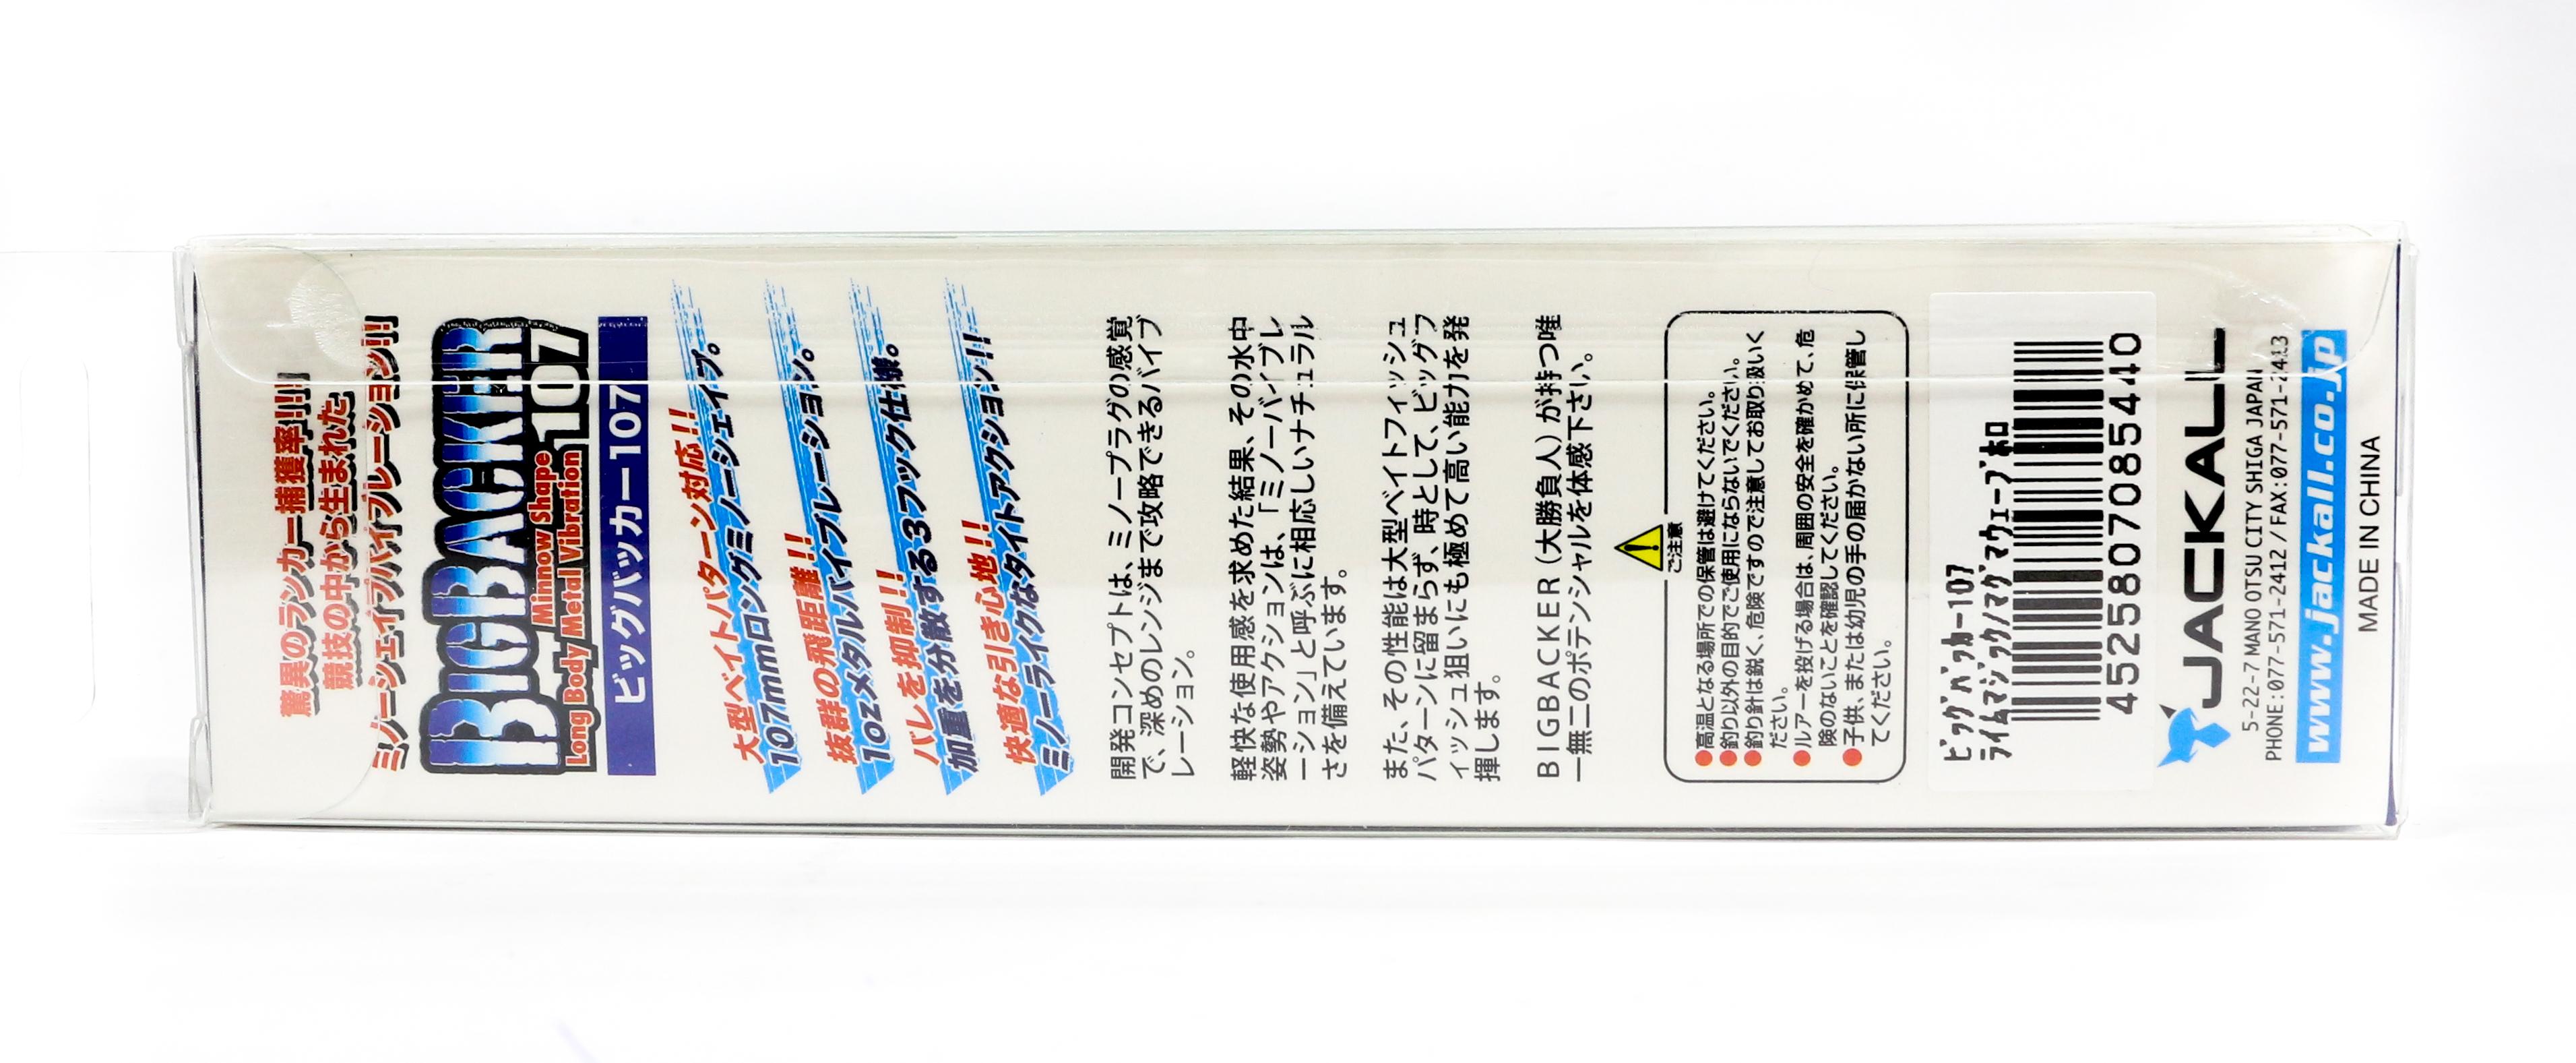 驚異のランカー捕獲率!!!!
競技の中から生まれた
ミノーシェイプバイブレーション!!!
BIGBACKER
Minnow Shape
Long Body Metal Vibration 107
ビッグバッカー107
大型ベイトパターン対応!!
107mmロングミノーシェイプ。
抜群の飛距離!!
1ozメタルバイブレーション。
バレを抑制!!
加重を分散する3フック仕様。
快適な引き心地!!
ミノーライクなタイトアクション!!
開発コンセプトは、ミノープラグの感覚
で、深めのレンジまで攻略できるバイブ
レーション。
軽快な使用感を求めた結果、その水中
姿勢やアクションは、「ミノーバイブレ
ーション」と呼ぶに相応しいナチュラル
さを備えています。
また、その性能は大型ベイトフィッシュ
パターンに留まらず、時として、ビッグフ
ィッシュ狙いにも極めて高い能力を発
揮します。
BIGBACKER(大勝負人)が持つ唯
一無二のポテンシャルを体感下さい。
ご注意
●高温となる場所での保管は避けてください。
●釣り以外の目的でご使用にならないでください。
●釣り針は鋭く、危険ですので注意してお取り扱いく
ださい。
●ルアーを投げる場合は、周囲の安全を確かめて、危
険のないことを確認してください。
●子供、または幼児の手の届かない所に保管し
てください。
ビッグバッカー107
ライムマジック/マグマウェーブホロ
4525807085440
JACKALL
5-22-7 MANO OTSU CITY SHIGA JAPAN
PHONE:077-571-2412 / FAX:077-571-2413
www.jackall.co.jp
MADE IN CHINA